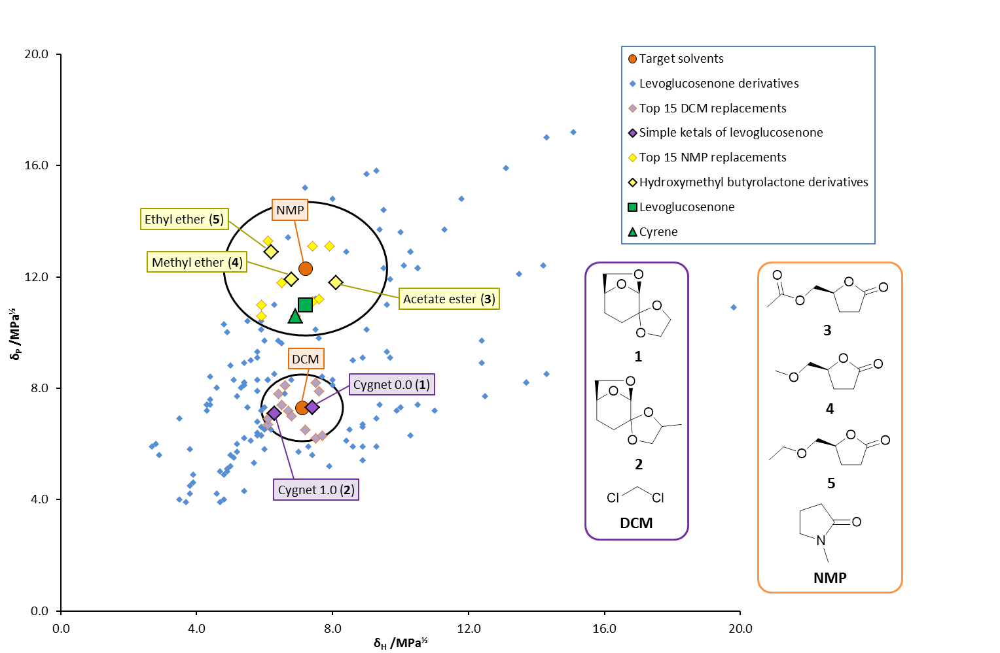 20.0
16.0
12.0
8.0
4.0
0.0
0.0
4.0
8.0
12.0
16.0
20.0
δP /MPa½
δH /MPa½
Target solvents
Levoglucosenone derivatives
Top 15 DCM replacements
Simple ketals of levoglucosenone
Top 15 NMP replacements
Hydroxymethyl butyrolactone derivatives
Levoglucosenone
Cyrene
NMP
Ethyl ether (5)
Methyl ether (4)
Acetate ester (3)
DCM
Cygnet 0.0 (1)
Cygnet 1.0 (2)
O
O
O
O
1
O
O
O
O
2
Cl
Cl
DCM
O
O
O
O
3
O
O
O
4
O
O
O
5
O
N
NMP